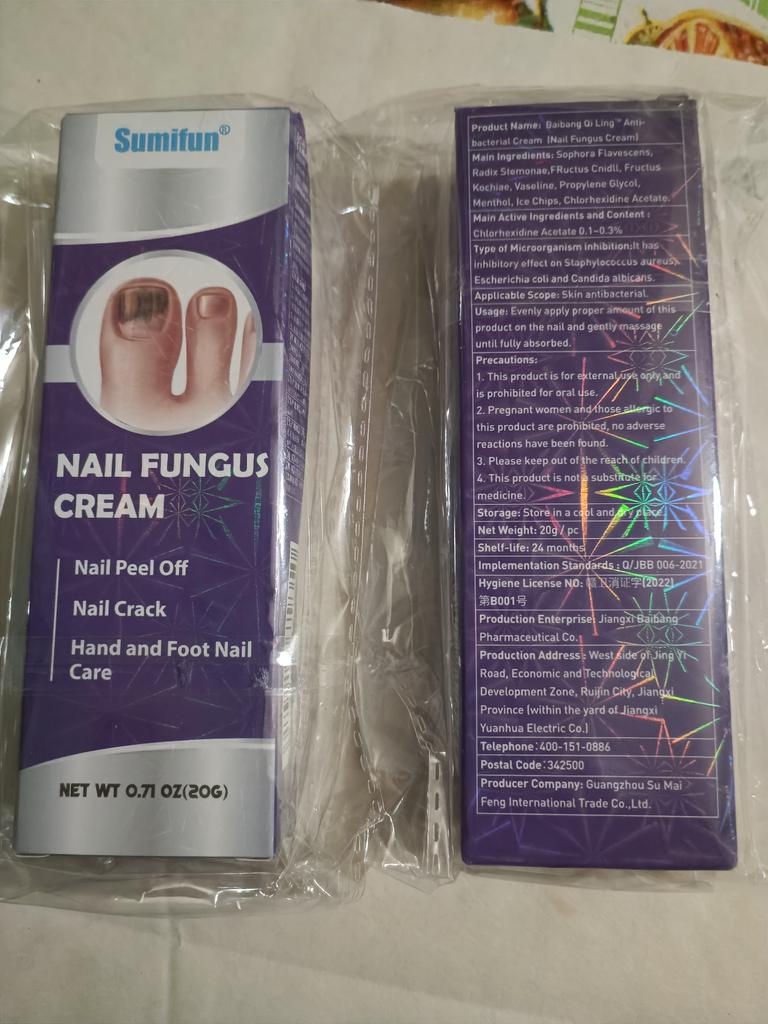 Sumifun®
NAIL FUNGUS
CREAM
Nail Peel Off
Nail Crack
Hand and Foot Nail
Care
NET WT 0.71 OZ(20G)
Product Name: Baibang Qi Ling™ Anti-
bacterial Cream (Nail Fungus Cream)
Main Ingredients: Sophora Flavescens,
Radix Stemonae,FRuctus Cnidll, Fructus
Kochiae, Vaseline, Propylene Glycol,
Menthol, Ice Chips, Chlorhexidine Acetate.
Main Active Ingredients and Content :
Chlorhexidine Acetate 0.1-0.3%
Type of Microorganism inhibition:It has
inhibitory effect on Staphylococcus aureus,
Escherichia coli and Candida albicans.
Applicable Scope: Skin antibacterial.
Usage: Evenly apply proper amount of this
product on the nail and gently massage
until fully absorbed.
Precautions:
1. This product is for external use only and
is prohibited for oral use.
2. Pregnant women and those allergic to
this product are prohibited, no adverse
reactions have been found.
3. Please keep out of the reach of children.
4. This product is not a substitute for
medicine.
Storage: Store in a cool and dry place.
Net Weight: 20g / pc
Shelf-life: 24 months
Implementation Standards : Q/JBB 006-2021
Hygiene License NO: 赣卫消证字(2022)
第B001号
Production Enterprise: Jiangxi Baibang
Pharmaceutical Co.
Production Address : West side of Jing Yi
Road, Economic and Technological
Development Zone, Ruijin City, Jiangxi
Province (within the yard of Jiangxi
Yuanhua Electric Co.)
Telephone:400-151-0886
Postal Code:342500
Producer Company: Guangzhou Su Mai
Feng International Trade Co.,Ltd.